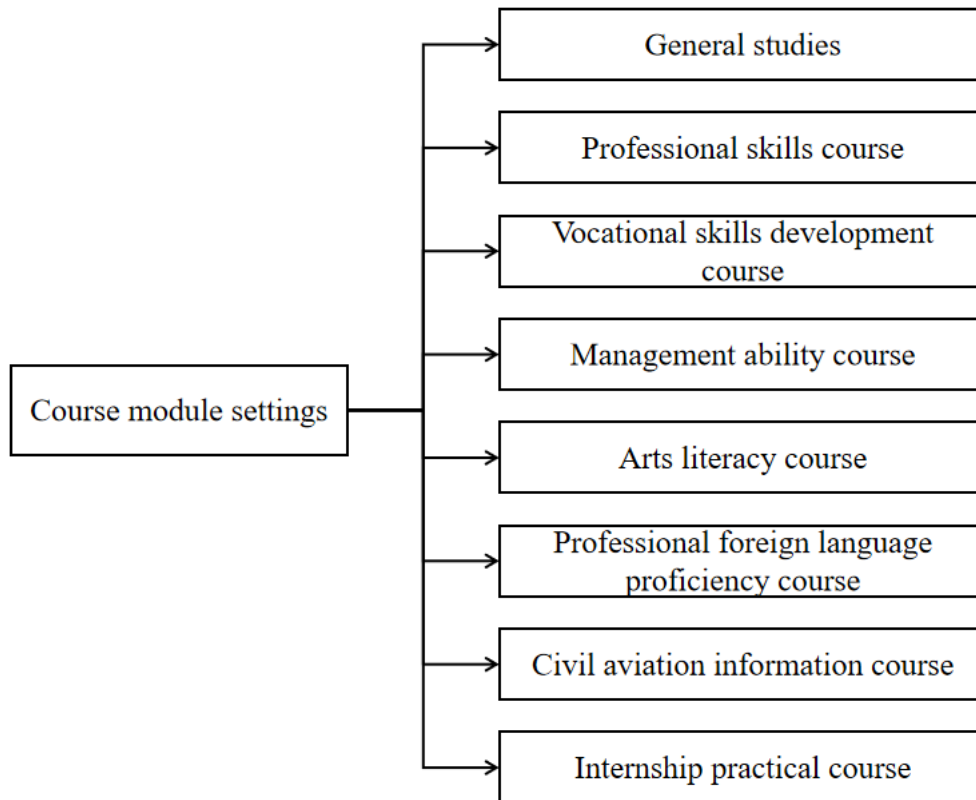 General studies
Professional skills course
Vocational skills development
course
Management ability course
Course module settings
Arts literacy course
Professional foreign language
proficiency course
Civil aviation information course
Internship practical course